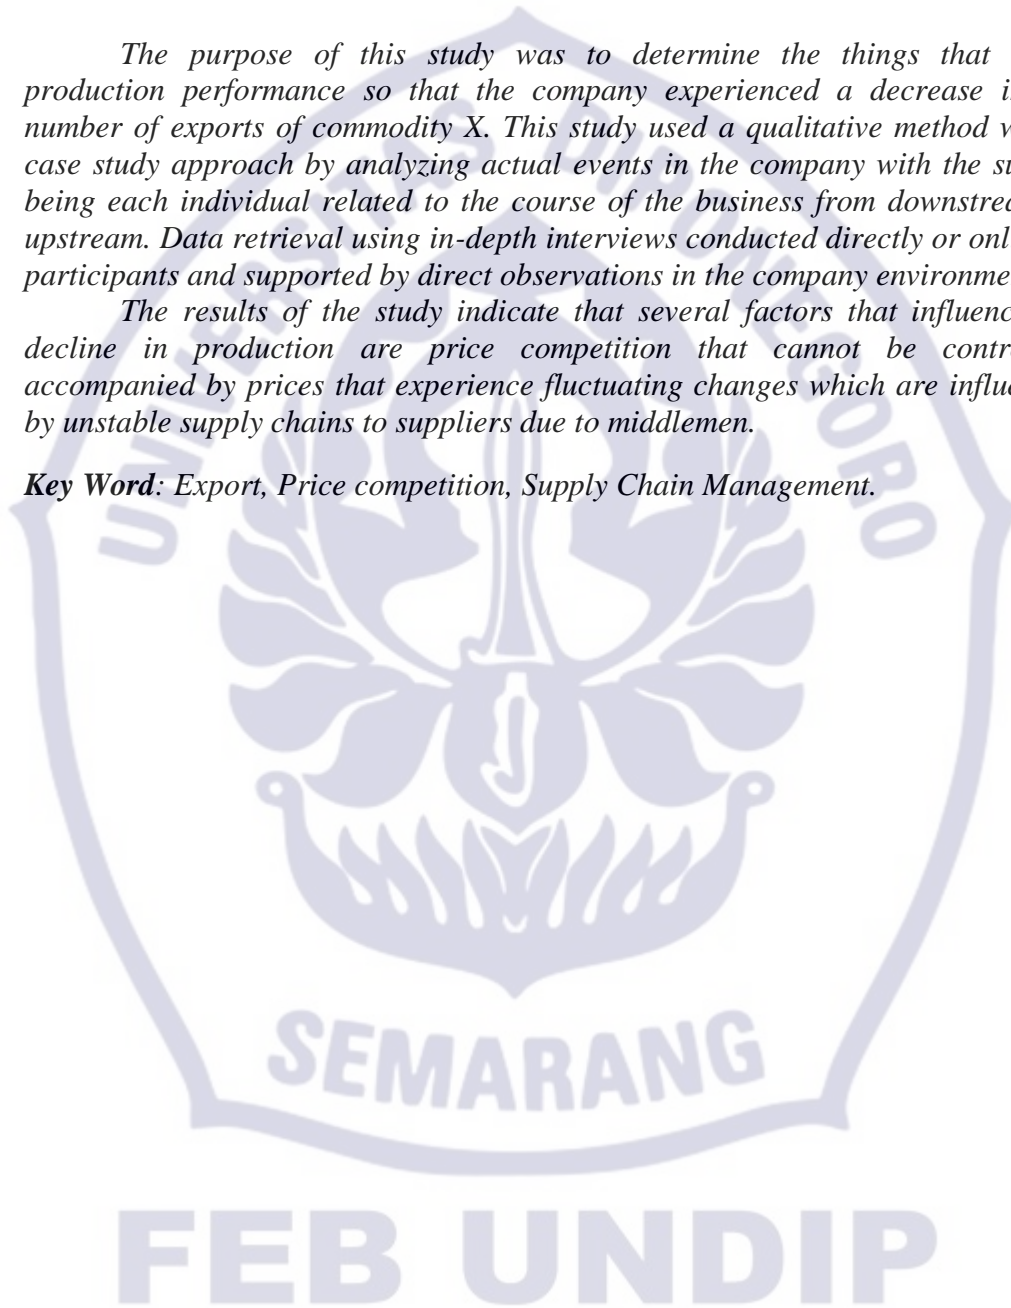 The purpose of this study was to determine the things that
production performance so that the company experienced a decrease i
number of exports of commodity X. This study used a qualitative method w
case study approach by analyzing actual events in the company with the su
being each individual related to the course of the business from downstrea
upstream. Data retrieval using in-depth interviews conducted directly or onl
participants and supported by direct observations in the company environme
The results of the study indicate that several factors that influenc
decline in production are price competition that cannot be contr
accompanied by prices that experience fluctuating changes which are influe
by unstable supply chains to suppliers due to middlemen.
Key Word: Export, Price competition, Supply Chain Management.
UNIVERSITAS DIPONEGORO
SEMARANG
FEB UNDIP